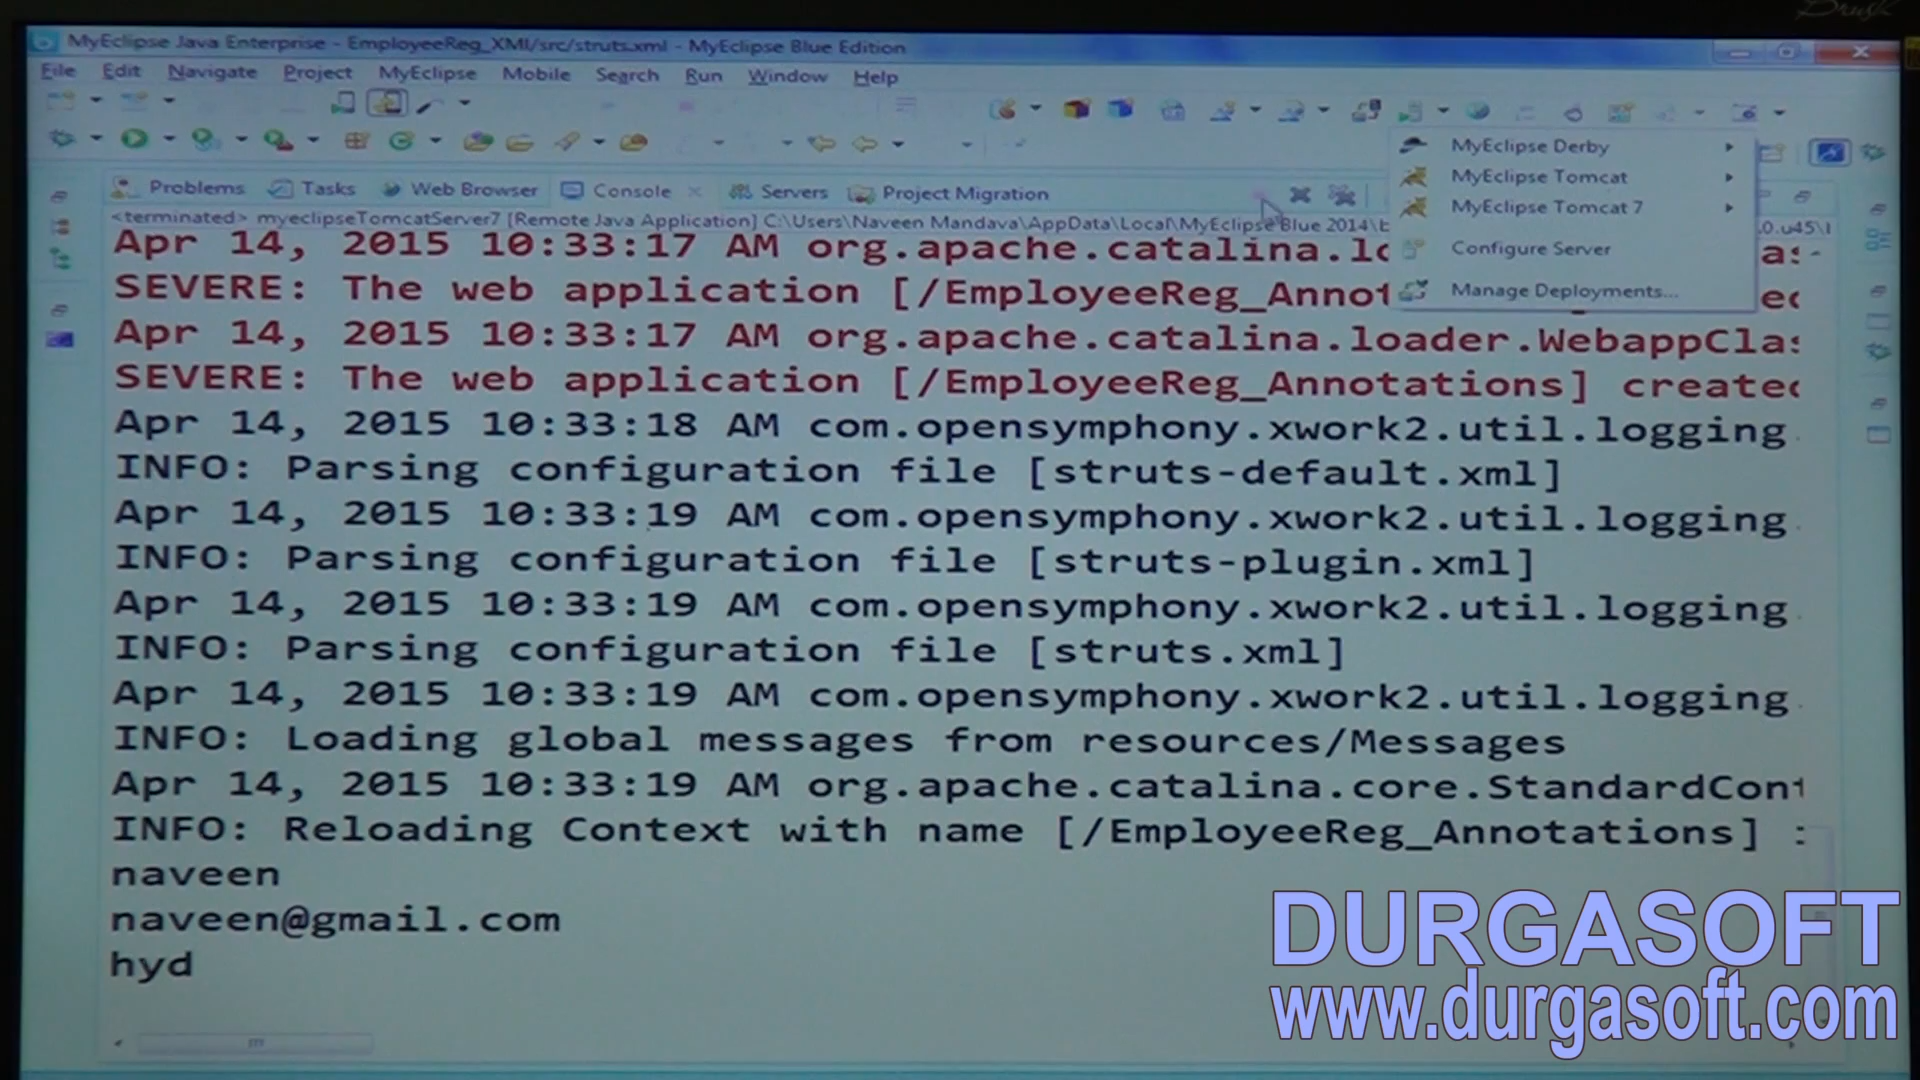 MyEclipse Java Enterprise - EmployeeReg_XMl/src/struts.xml - MyEclipse Blue Edition
File Edit Navigate Project MyEclipse Mobile Search Run Window Help
MyEclipse Derby
MyEclipse Tomcat
MyEclipse Tomcat 7
Configure Server
Manage Deployments...
Problems Tasks Web Browser Console Servers Project Migration
<terminated> myeclipseTomcatServer7 [Remote Java Application] C:\Users\Naveen Mandava\AppData\Local\MyEclipse Blue 2014\b .0.u45\l
Apr 14, 2015 10:33:17 AM org.apache.catalina.lo as
SEVERE: The web application [/EmployeeReg_Annot ec
Apr 14, 2015 10:33:17 AM org.apache.catalina.loader.WebappClas
SEVERE: The web application [/EmployeeReg_Annotations] created
Apr 14, 2015 10:33:18 AM com.opensymphony.xwork2.util.logging.
INFO: Parsing configuration file [struts-default.xml]
Apr 14, 2015 10:33:19 AM com.opensymphony.xwork2.util.logging.
INFO: Parsing configuration file [struts-plugin.xml]
Apr 14, 2015 10:33:19 AM com.opensymphony.xwork2.util.logging.
INFO: Parsing configuration file [struts.xml]
Apr 14, 2015 10:33:19 AM com.opensymphony.xwork2.util.logging.
INFO: Loading global messages from resources/Messages
Apr 14, 2015 10:33:19 AM org.apache.catalina.core.StandardCont
INFO: Reloading Context with name [/EmployeeReg_Annotations] :
naveen
naveen@gmail.com
hyd
DURGASOFT
www.durgasoft.com